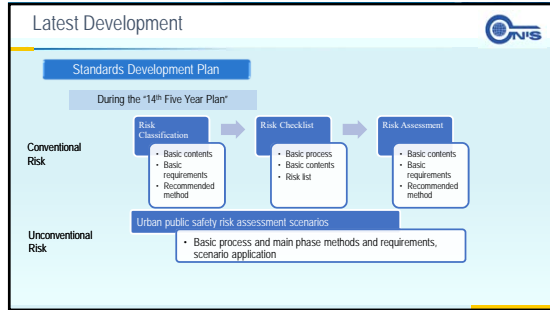 Latest Development
CNIS
Standards Development Plan
During the "14th Five Year Plan"
Conventional
Risk
Risk
Classification
• Basic contents
• Basic
requirements
• Recommended
method
Risk Checklist
• Basic process
• Basic contents
• Risk list
Risk Assessment
• Basic contents
• Basic
requirements
• Recommended
method
Unconventional
Risk
Urban public safety risk assessment scenarios
• Basic process and main phase methods and requirements,
scenario application